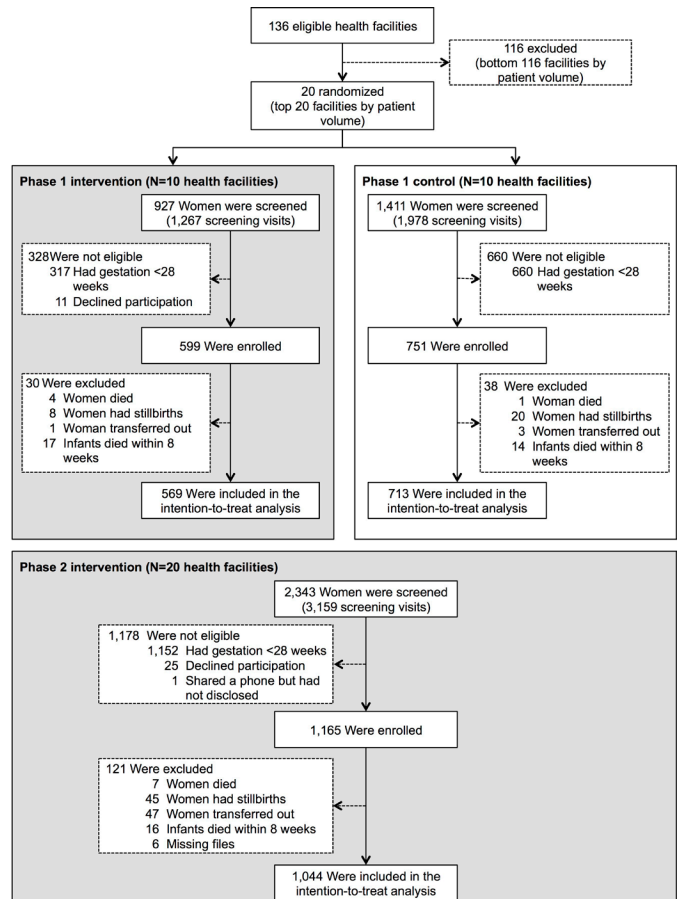 136 eligible health facilities
116 excluded
(bottom 116 facilities by
patient volume)
20 randomized
(top 20 facilities by patient
volume)
Phase 1 intervention (N=10 health facilities)
927 Women were screened
(1,267 screening visits)
328 Were not eligible
317 Had gestation <28
weeks
11 Declined participation
599 Were enrolled
30 Were excluded
4 Women died
8 Women had stillbirths
1 Woman transferred out
17 Infants died within 8
weeks
569 Were included in the
intention-to-treat analysis
Phase 1 control (N=10 health facilities)
1,411 Women were screened
(1,978 screening visits)
660 Were not eligible
660 Had gestation <28
weeks
751 Were enrolled
38 Were excluded
1 Woman died
20 Women had stillbirths
3 Women transferred out
14 Infants died within 8
weeks
713 Were included in the
intention-to-treat analysis
Phase 2 intervention (N=20 health facilities)
2,343 Women were screened
(3,159 screening visits)
1,178 Were not eligible
1,152 Had gestation <28 weeks
25 Declined participation
1 Shared a phone but had
not disclosed
1,165 Were enrolled
121 Were excluded
7 Women died
45 Women had stillbirths
47 Women transferred out
16 Infants died within 8 weeks
6 Missing files
1,044 Were included in the
intention-to-treat analysis